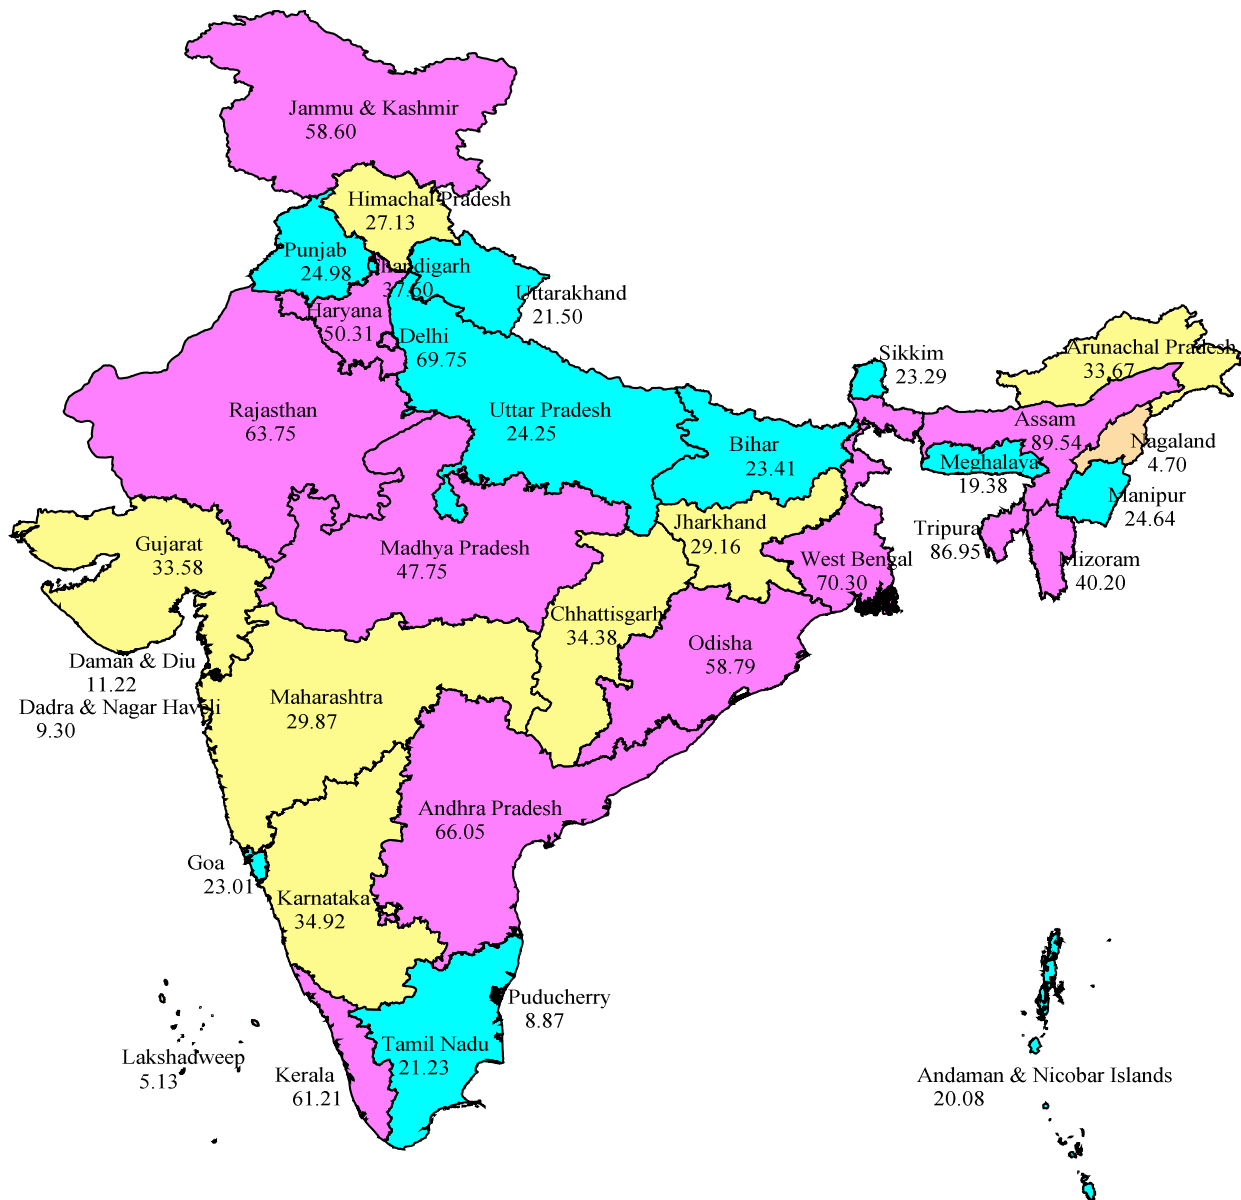 Jammu & Kashmir
58.60
Himachal Pradesh
27.13
Punjab
24.98
Chandigarh
37.60
Uttarakhand
21.50
Haryana
50.31
Delhi
69.75
Sikkim
23.29
Arunachal Pradesh
33.67
Rajasthan
63.75
Uttar Pradesh
24.25
Bihar
23.41
Assam
89.54
Nagaland
4.70
Meghalaya
19.38
Manipur
24.64
Gujarat
33.58
Madhya Pradesh
47.75
Jharkhand
29.16
West Bengal
70.30
Tripura
86.95
Mizoram
40.20
Chhattisgarh
34.38
Odisha
58.79
Daman & Diu
11.22
Dadra & Nagar Haveli
9.30
Maharashtra
29.87
Andhra Pradesh
66.05
Goa
23.01
Karnataka
34.92
Puducherry
8.87
Lakshadweep
5.13
Kerala
61.21
Tamil Nadu
21.23
Andaman & Nicobar Islands
20.08